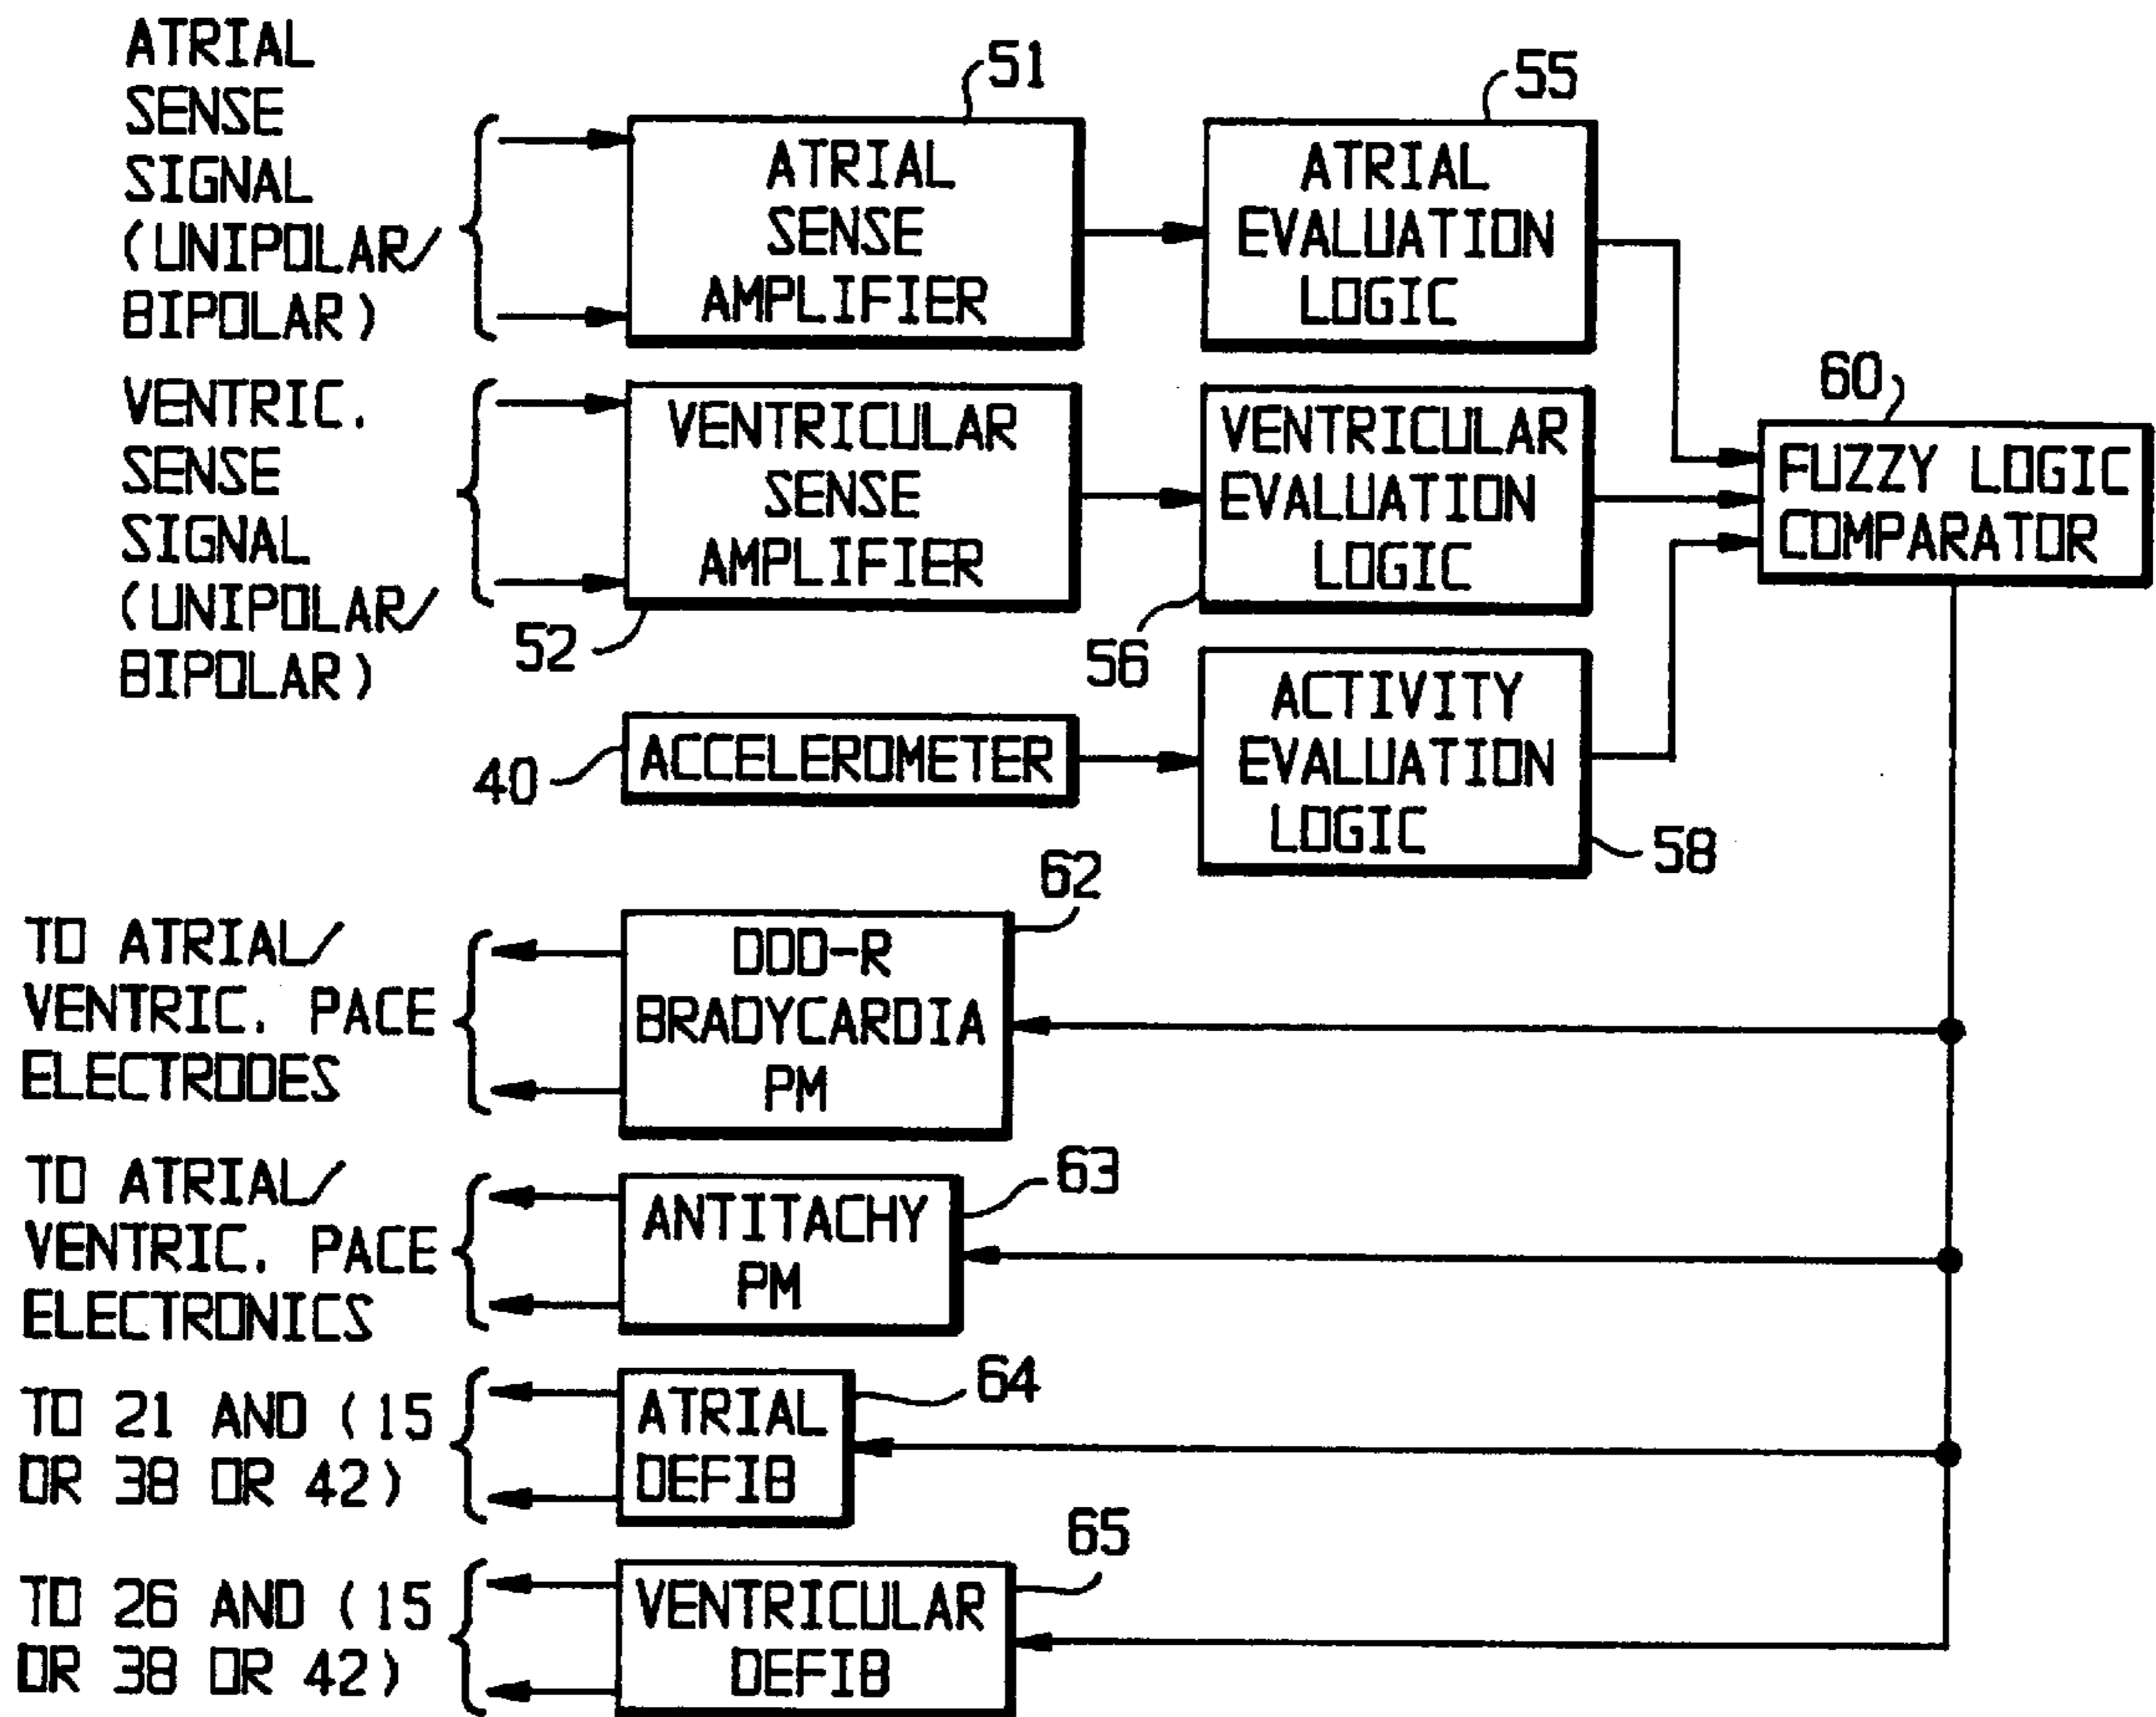 ATRIAL
SENSE
SIGNAL
(UNIPOLAR/
BIPOLAR)
51
ATRIAL
SENSE
AMPLIFIER
55
ATRIAL
EVALUATION
LOGIC
VENTRIC.
SENSE
SIGNAL
(UNIPOLAR/
BIPOLAR)
VENTRICULAR
SENSE
AMPLIFIER
52
VENTRICULAR
EVALUATION
LOGIC
56
60
FUZZY LOGIC
COMPARATOR
40
ACCELEROMETER
ACTIVITY
EVALUATION
LOGIC
58
TO ATRIAL/
VENTRIC. PACE
ELECTRODES
62
DDD-R
BRADYCARDIA
PM
TO ATRIAL/
VENTRIC. PACE
ELECTRONICS
63
ANTITACHY
PM
TO 21 AND (15
OR 38 OR 42)
64
ATRIAL
DEFIB
TO 26 AND (15
OR 38 OR 42)
65
VENTRICULAR
DEFIB